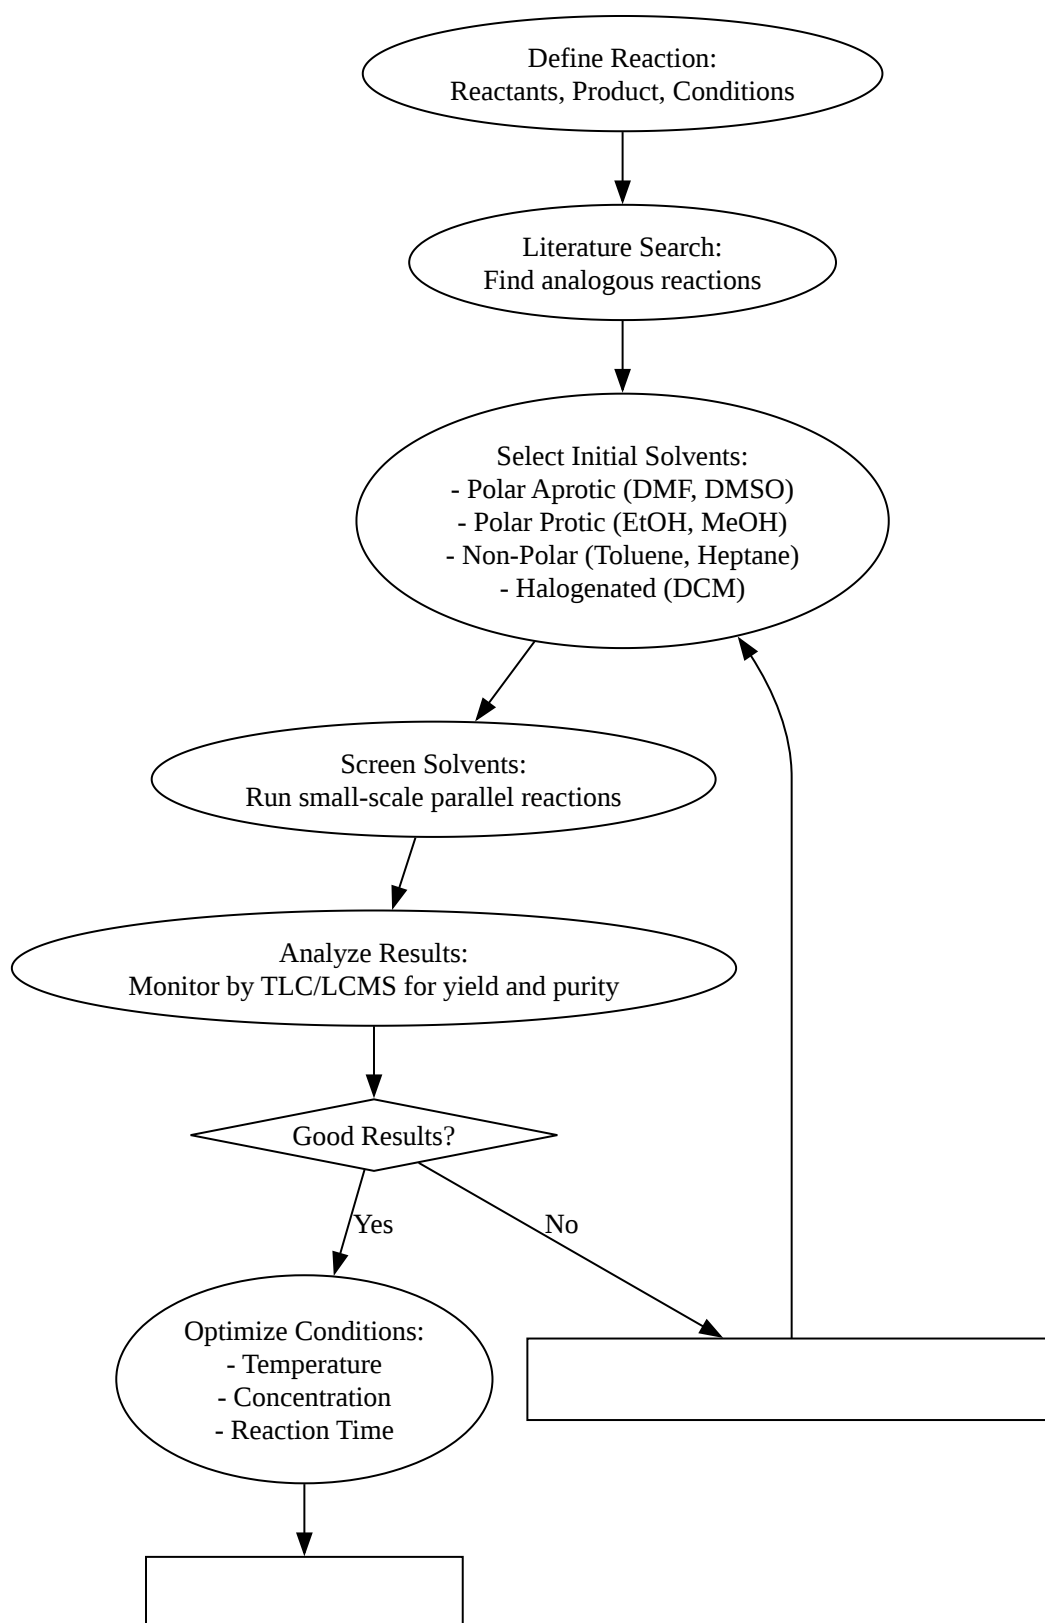 Define Reaction:
Reactants, Product, Conditions
Literature Search:
Find analogous reactions
Select Initial Solvents:
- Polar Aprotic (DMF, DMSO)
- Polar Protic (EtOH, MeOH)
- Non-Polar (Toluene, Heptane)
- Halogenated (DCM)
Screen Solvents:
Run small-scale parallel reactions
Analyze Results:
Monitor by TLC/LCMS for yield and purity
Good Results?
Yes
No
Optimize Conditions:
- Temperature
- Concentration
- Reaction Time